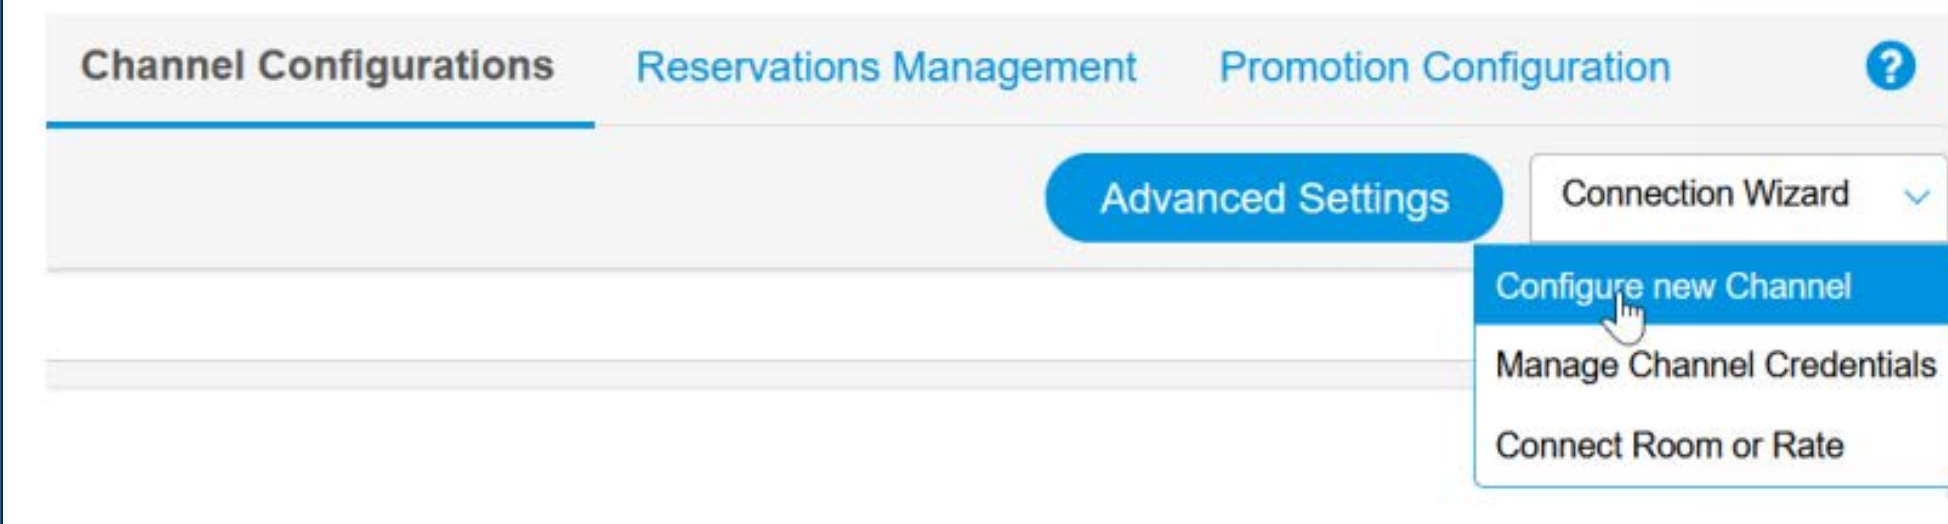 Channel Configurations Reservations Management Promotion Configuration ?
Advanced Settings Connection Wizard
Configure new Channel
Manage Channel Credentials
Connect Room or Rate